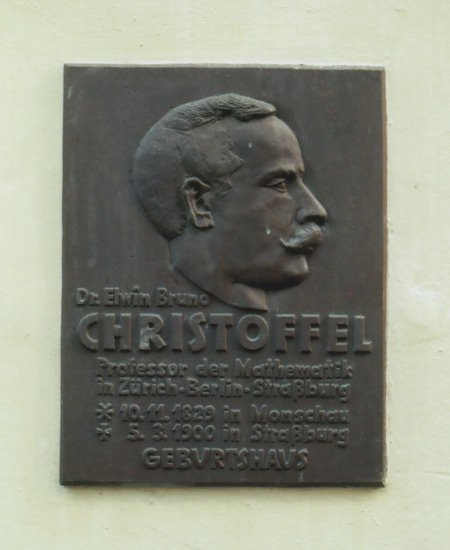 Dr. Elwin Bruno
CHRISTOFFEL
Professor der Mathematik
in Zürich-Berlin-Straßburg
* 10.11.1829 in Monschau
✝ 5. 3.1900 in Straßburg
GEBVRTSHAVS